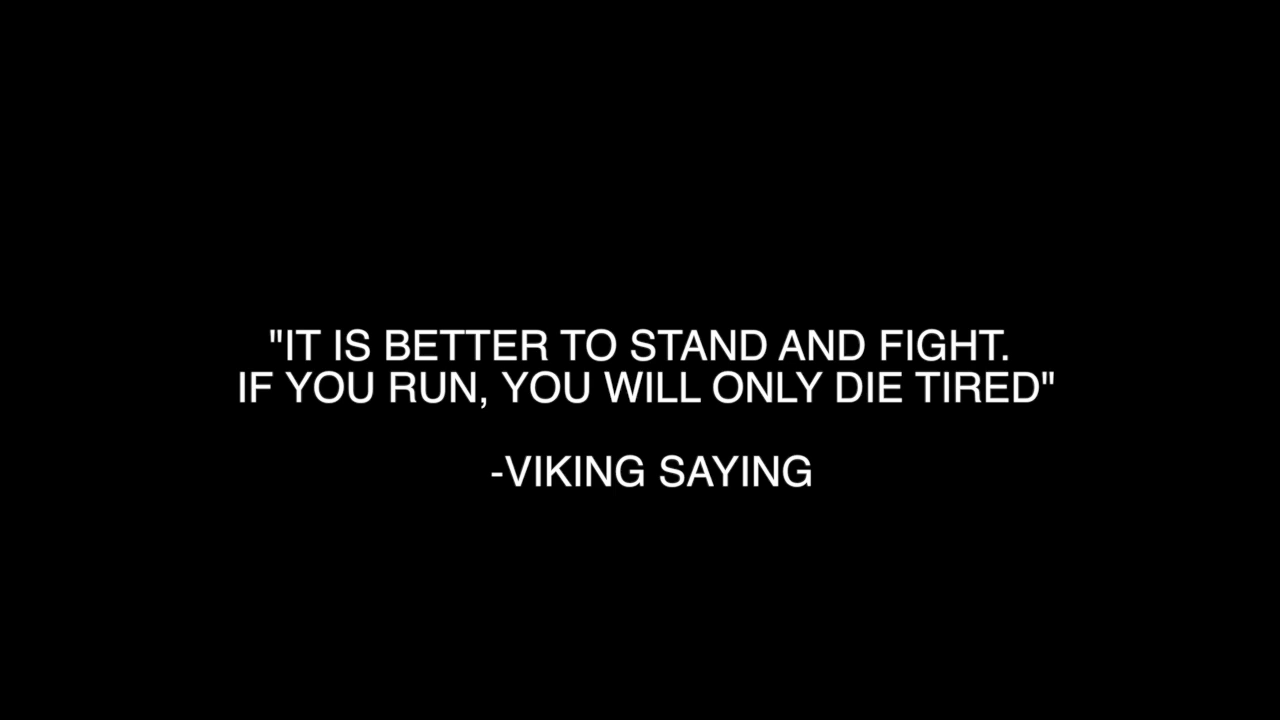 "IT IS BETTER TO STAND AND FIGHT.
IF YOU RUN, YOU WILL ONLY DIE TIRED"
-VIKING SAYING